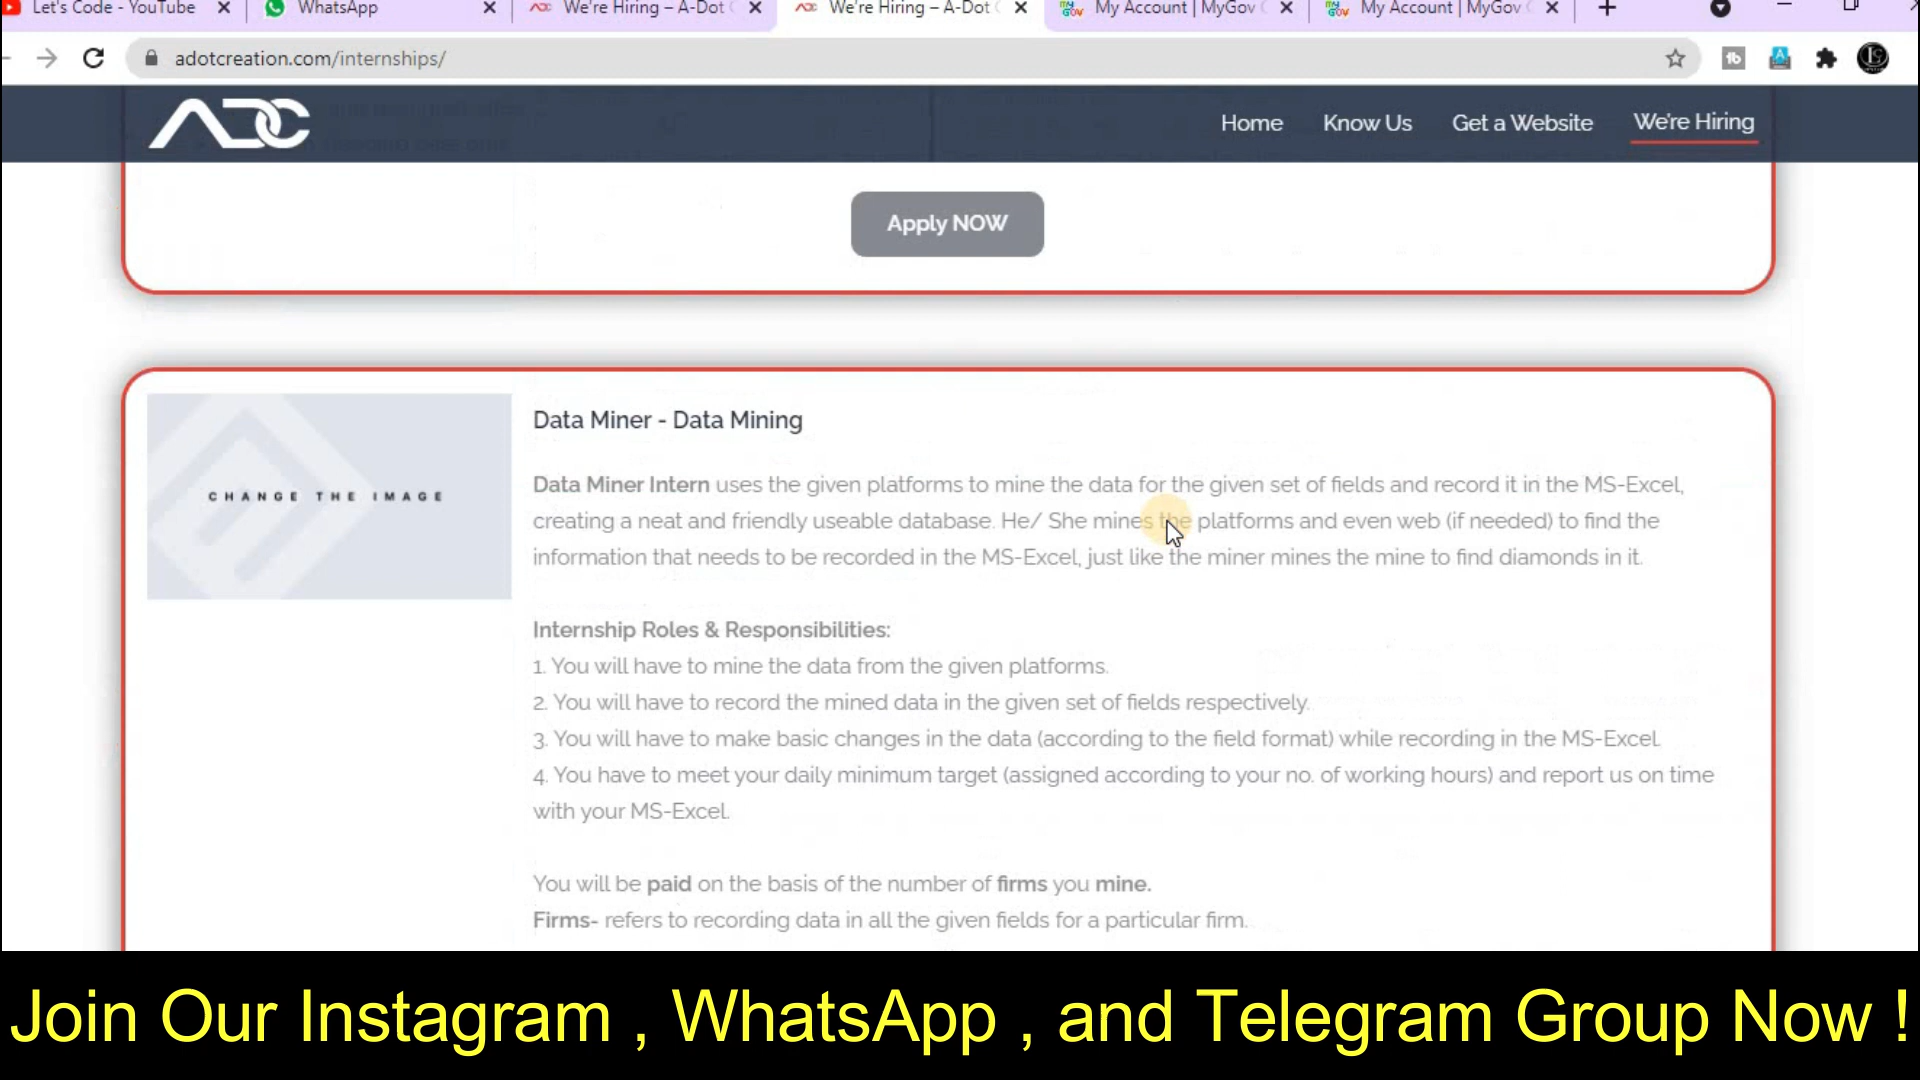 Let's Code - YouTube
WhatsApp
We're Hiring – A-Dot
We're Hiring – A-Dot
My Account | MyGov
My Account | MyGov
adotcreation.com/internships/
ADC
Home
Know Us
Get a Website
We're Hiring
Apply NOW
CHANGE THE IMAGE
Data Miner - Data Mining
Data Miner Intern uses the given platforms to mine the data for the given set of fields and record it in the MS-Excel,
creating a neat and friendly useable database. He/ She mines the platforms and even web (if needed) to find the
information that needs to be recorded in the MS-Excel, just like the miner mines the mine to find diamonds in it.
Internship Roles & Responsibilities:
1. You will have to mine the data from the given platforms.
2. You will have to record the mined data in the given set of fields respectively.
3. You will have to make basic changes in the data (according to the field format) while recording in the MS-Excel.
4. You have to meet your daily minimum target (assigned according to your no. of working hours) and report us on time
with your MS-Excel.
You will be paid on the basis of the number of firms you mine.
Firms- refers to recording data in all the given fields for a particular firm.
Join Our Instagram , WhatsApp , and Telegram Group Now !